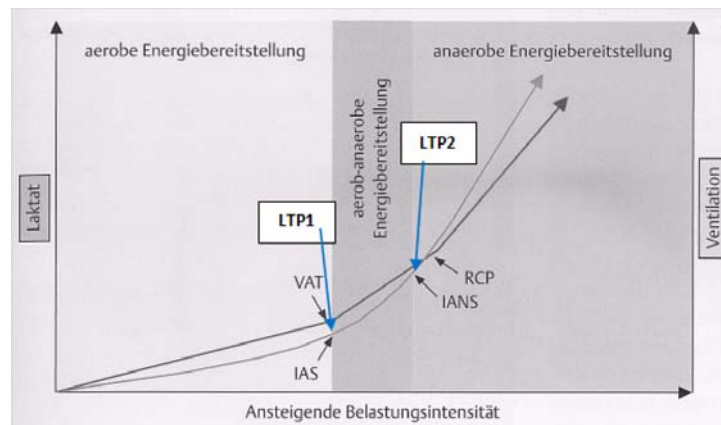 aerobe Energiebereitstellung
anaerobe Energiebereitstellung
aerob-anaerobe
Energiebereitstellung
LTP2
LTP1
Laktat
Ventilation
VAT
RCP
IANS
IAS
Ansteigende Belastungsintensität